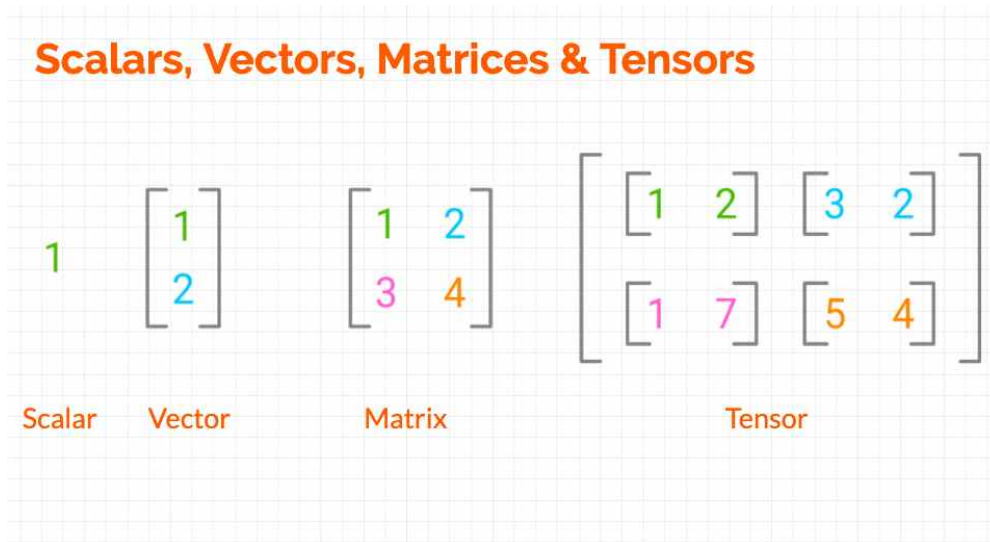 Scalars, Vectors, Matrices & Tensors
1
1
2
1 2
3 4
1 2 3 2
1 7 5 4
Scalar Vector Matrix Tensor